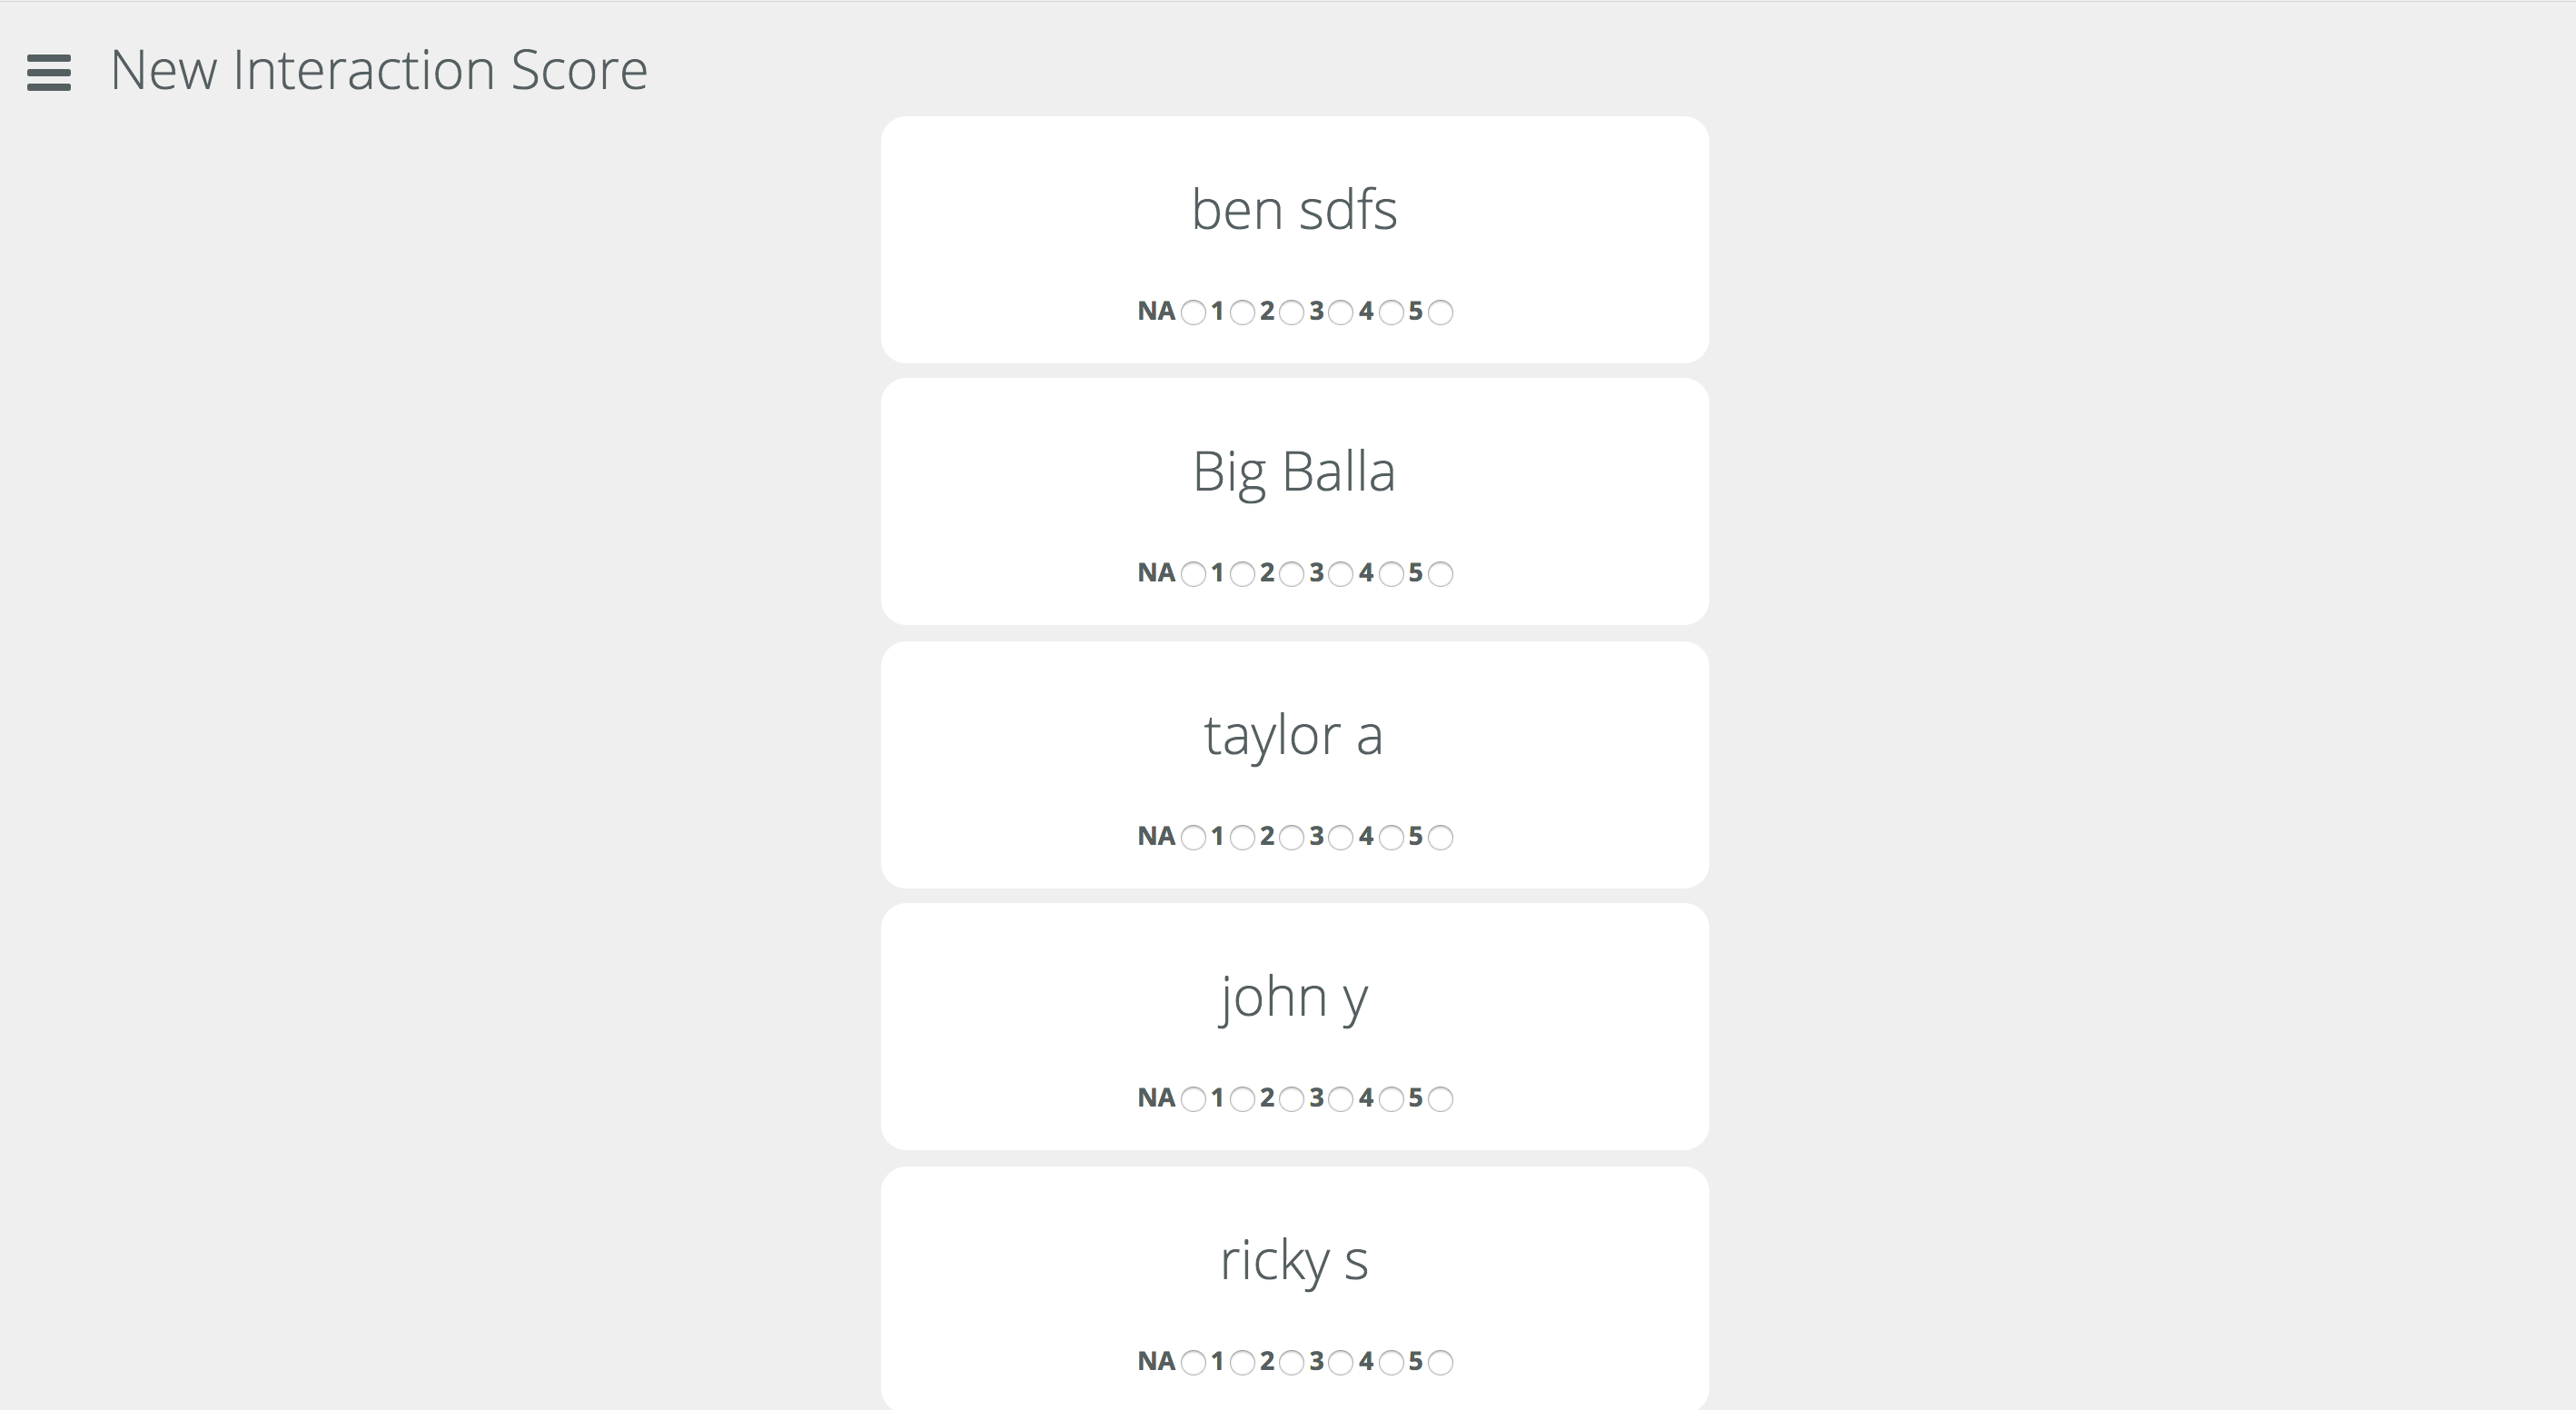 New Interaction Score
ben sdfs
NA 1 2 3 4 5
Big Balla
NA 1 2 3 4 5
taylor a
NA 1 2 3 4 5
john y
NA 1 2 3 4 5
ricky s
NA 1 2 3 4 5